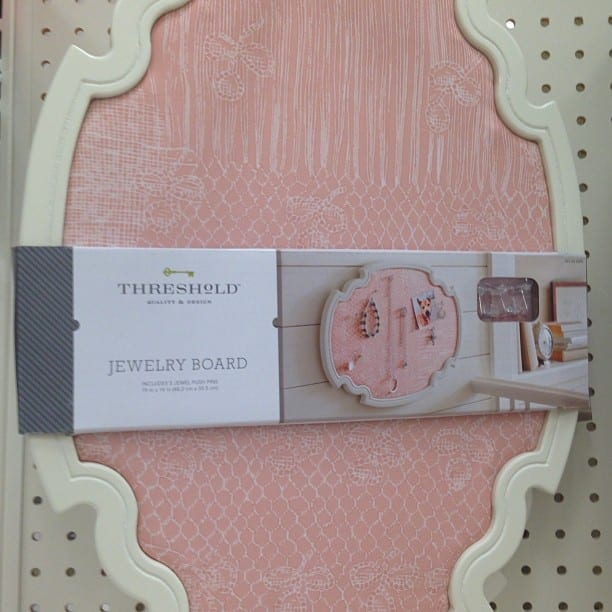 THRESHOLD
QUALITY & DESIGN
JEWELRY BOARD
INCLUDES 5 JEWEL PUSH PINS